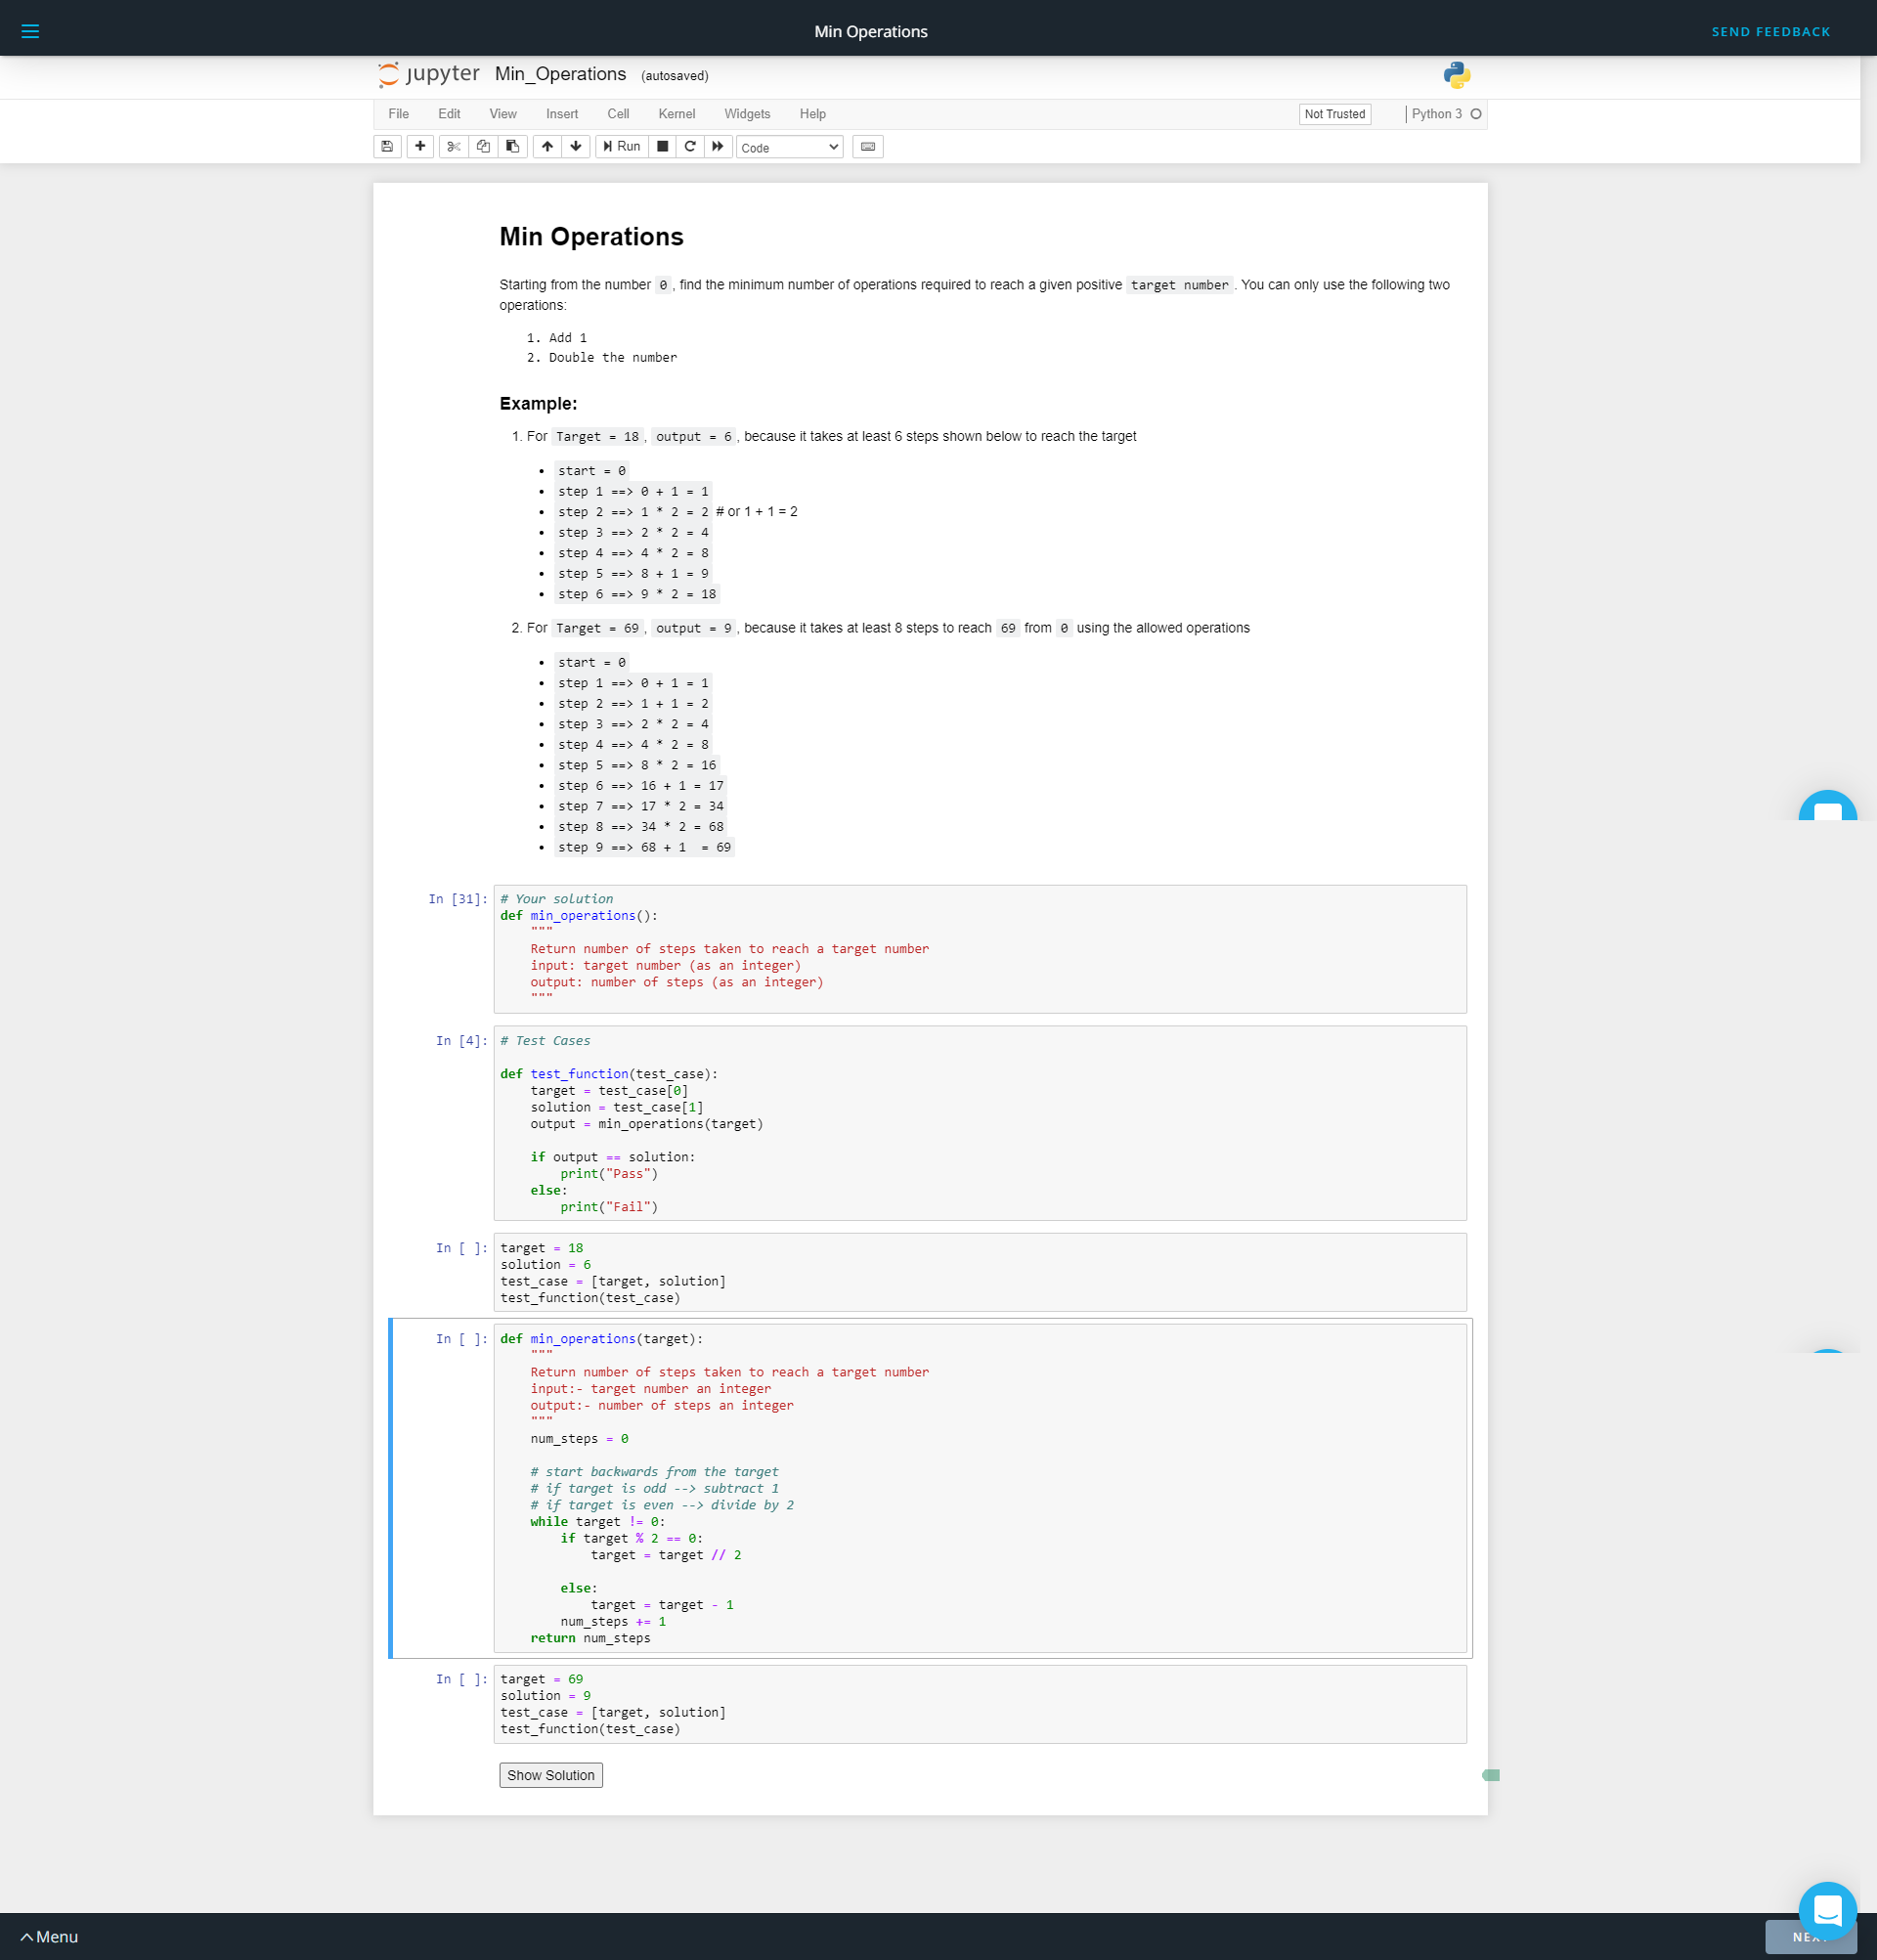 Min Operations
SEND FEEDBACK
jupyter Min_Operations (autosaved)
File Edit View Insert Cell Kernel Widgets Help Not Trusted Python 3
Run Code
Min Operations
Starting from the number 0 , find the minimum number of operations required to reach a given positive target number . You can only use the following two
operations:
1. Add 1
2. Double the number
Example:
1. For Target = 18 , output = 6 , because it takes at least 6 steps shown below to reach the target
• start = 0
• step 1 ==> 0 + 1 = 1
• step 2 ==> 1 * 2 = 2 # or 1 + 1 = 2
• step 3 ==> 2 * 2 = 4
• step 4 ==> 4 * 2 = 8
• step 5 ==> 8 + 1 = 9
• step 6 ==> 9 * 2 = 18
2. For Target = 69 , output = 9 , because it takes at least 8 steps to reach 69 from 0 using the allowed operations
• start = 0
• step 1 ==> 0 + 1 = 1
• step 2 ==> 1 + 1 = 2
• step 3 ==> 2 * 2 = 4
• step 4 ==> 4 * 2 = 8
• step 5 ==> 8 * 2 = 16
• step 6 ==> 16 + 1 = 17
• step 7 ==> 17 * 2 = 34
• step 8 ==> 34 * 2 = 68
• step 9 ==> 68 + 1  = 69
In [31]: # Your solution
def min_operations():
    """
    Return number of steps taken to reach a target number
    input: target number (as an integer)
    output: number of steps (as an integer)
    """
In [4]: # Test Cases
def test_function(test_case):
    target = test_case[0]
    solution = test_case[1]
    output = min_operations(target)
    if output == solution:
        print("Pass")
    else:
        print("Fail")
In [ ]: target = 18
solution = 6
test_case = [target, solution]
test_function(test_case)
In [ ]: def min_operations(target):
    """
    Return number of steps taken to reach a target number
    input:- target number an integer
    output:- number of steps an integer
    """
    num_steps = 0
    # start backwards from the target
    # if target is odd --> subtract 1
    # if target is even --> divide by 2
    while target != 0:
        if target % 2 == 0:
            target = target // 2
        else:
            target = target - 1
        num_steps += 1
    return num_steps
In [ ]: target = 69
solution = 9
test_case = [target, solution]
test_function(test_case)
Show Solution
Menu